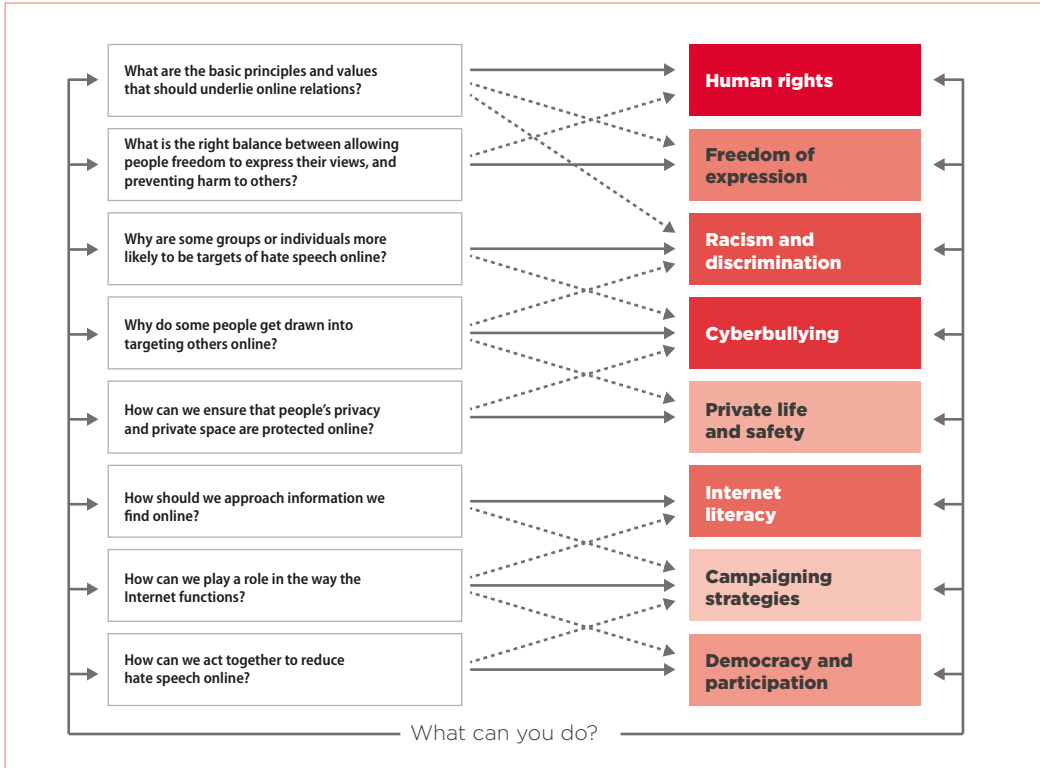 What are the basic principles and values
that should underlie online relations?
Human rights
What is the right balance between allowing
people freedom to express their views, and
preventing harm to others?
Freedom of
expression
Why are some groups or individuals more
likely to be targets of hate speech online?
Racism and
discrimination
Why do some people get drawn into
targeting others online?
Cyberbullying
How can we ensure that people’s privacy
and private space are protected online?
Private life
and safety
How should we approach information we
find online?
Internet
literacy
How can we play a role in the way the
Internet functions?
Campaigning
strategies
How can we act together to reduce
hate speech online?
Democracy and
participation
What can you do?